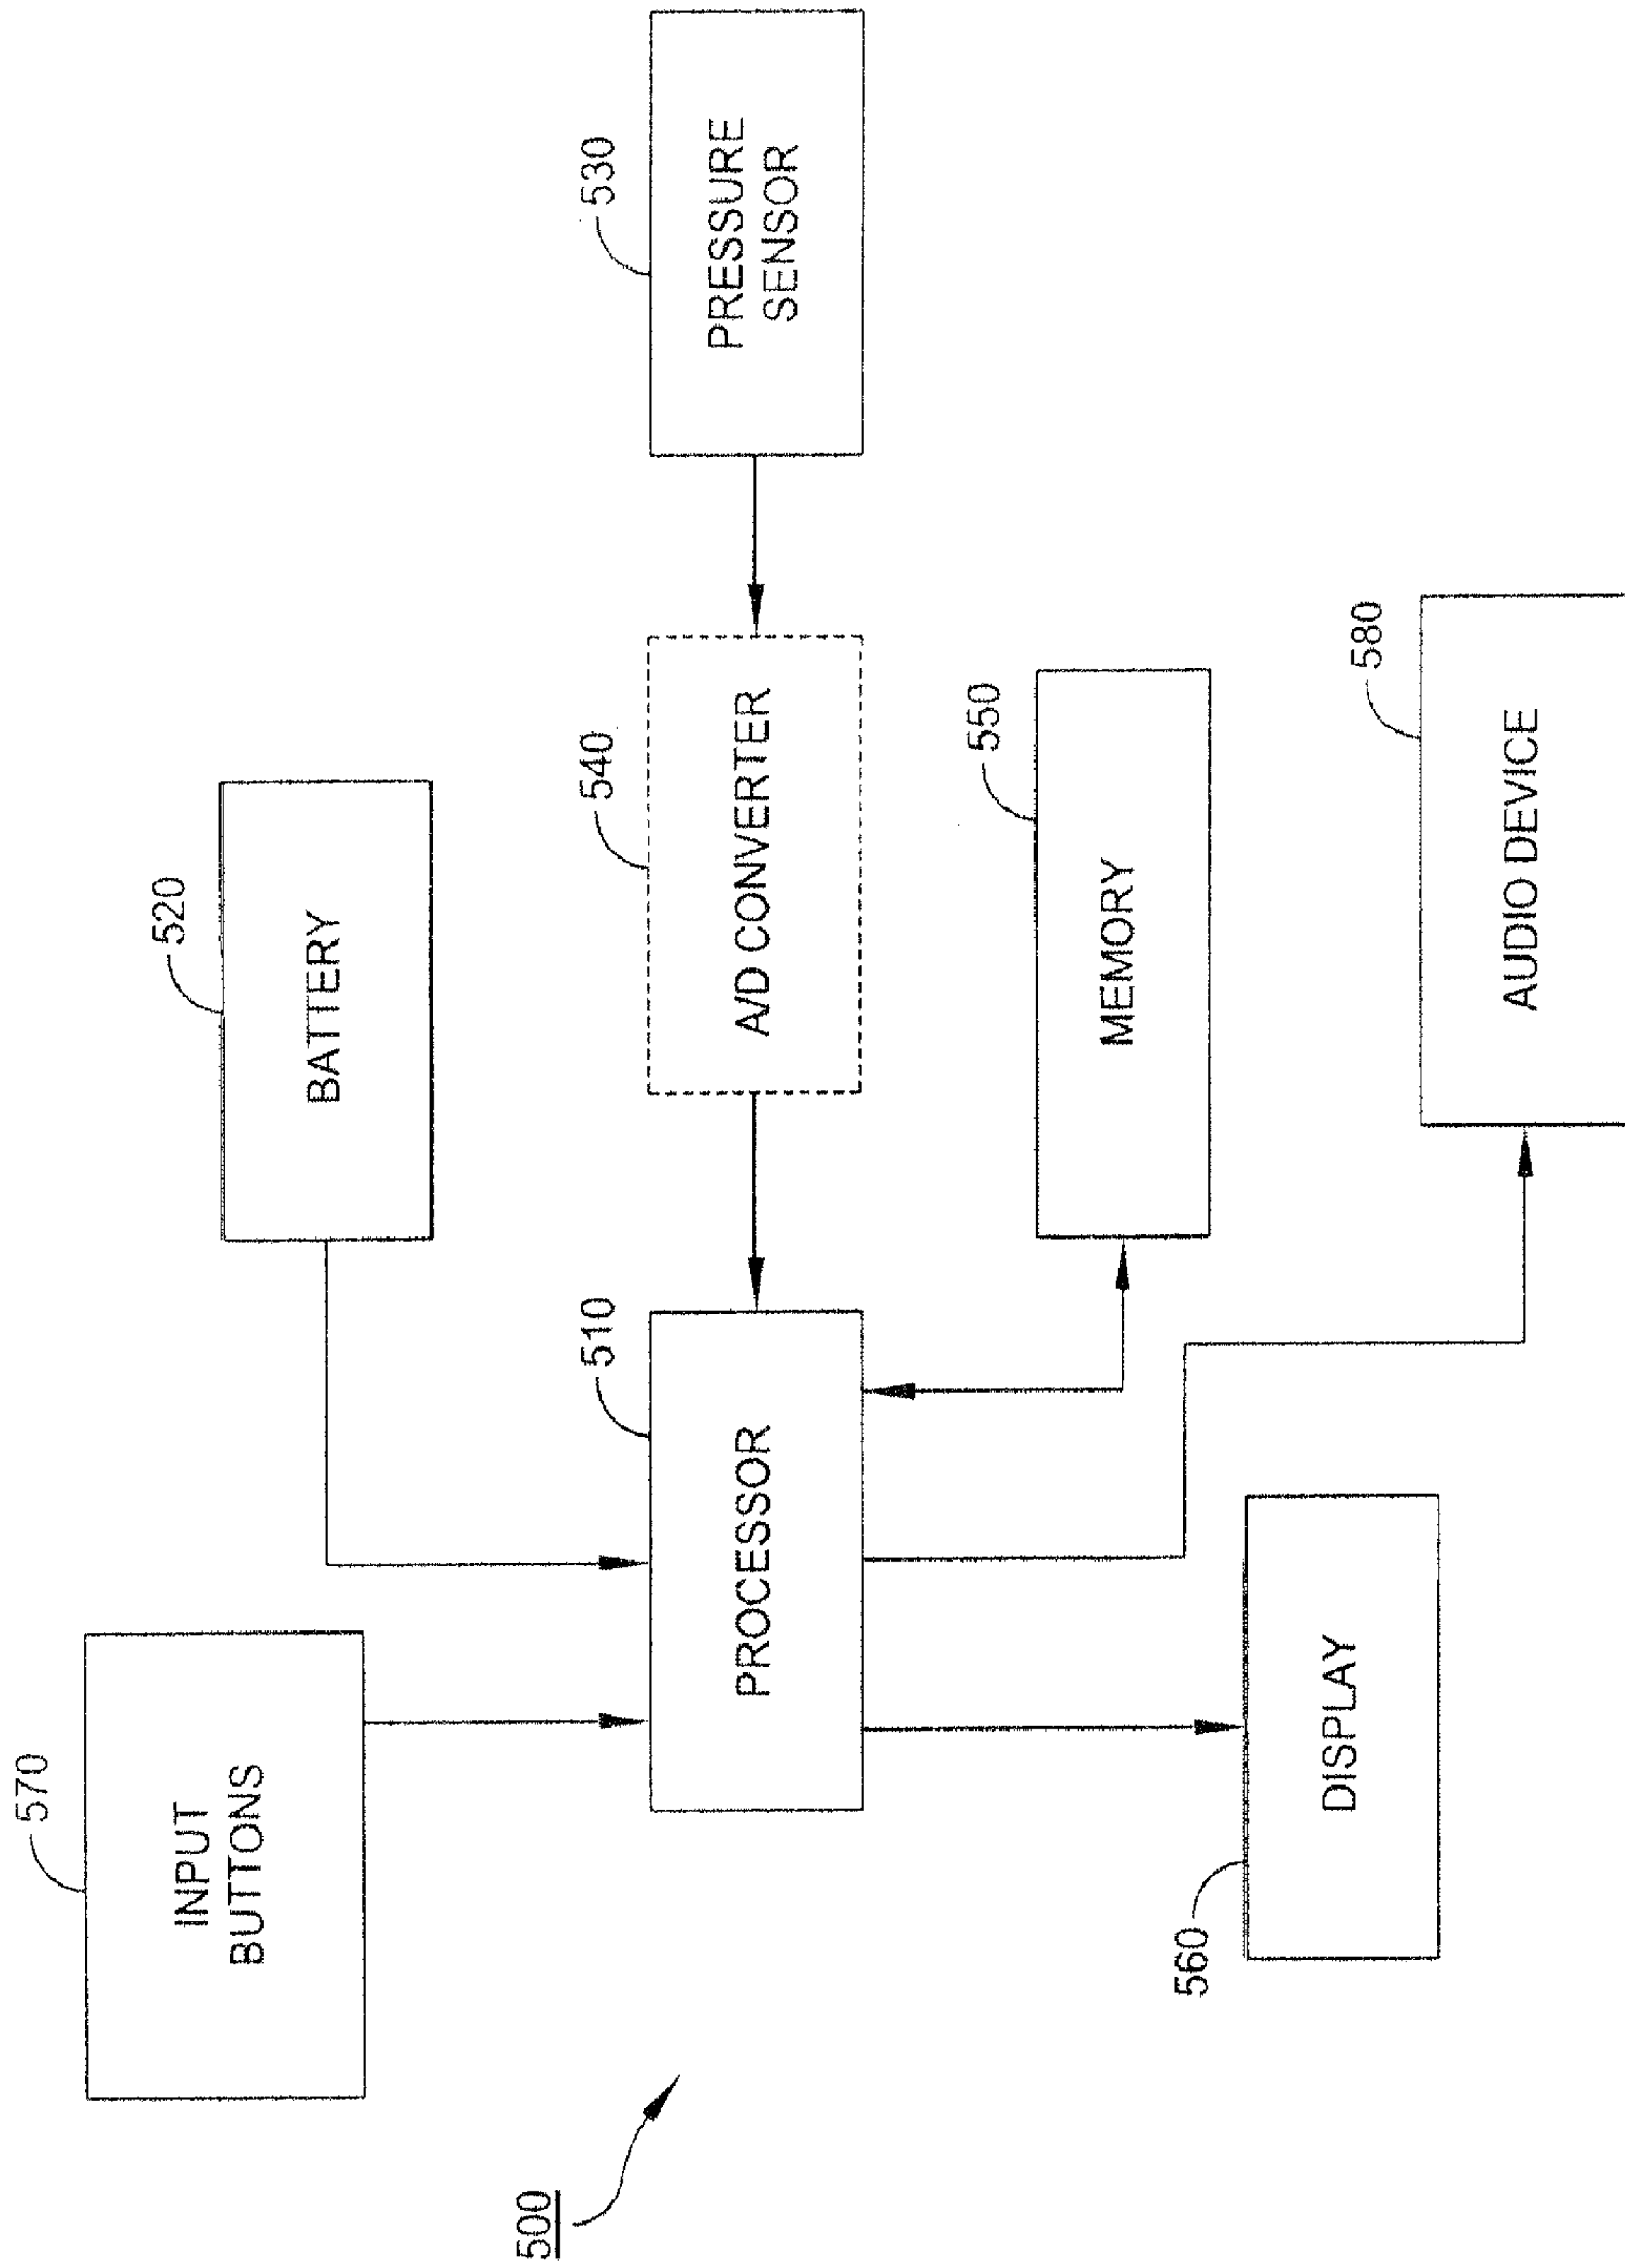 570
INPUT
BUTTONS
520
BATTERY
510
PROCESSOR
540
A/D CONVERTER
530
PRESSURE
SENSOR
550
MEMORY
560
DISPLAY
580
AUDIO DEVICE
500